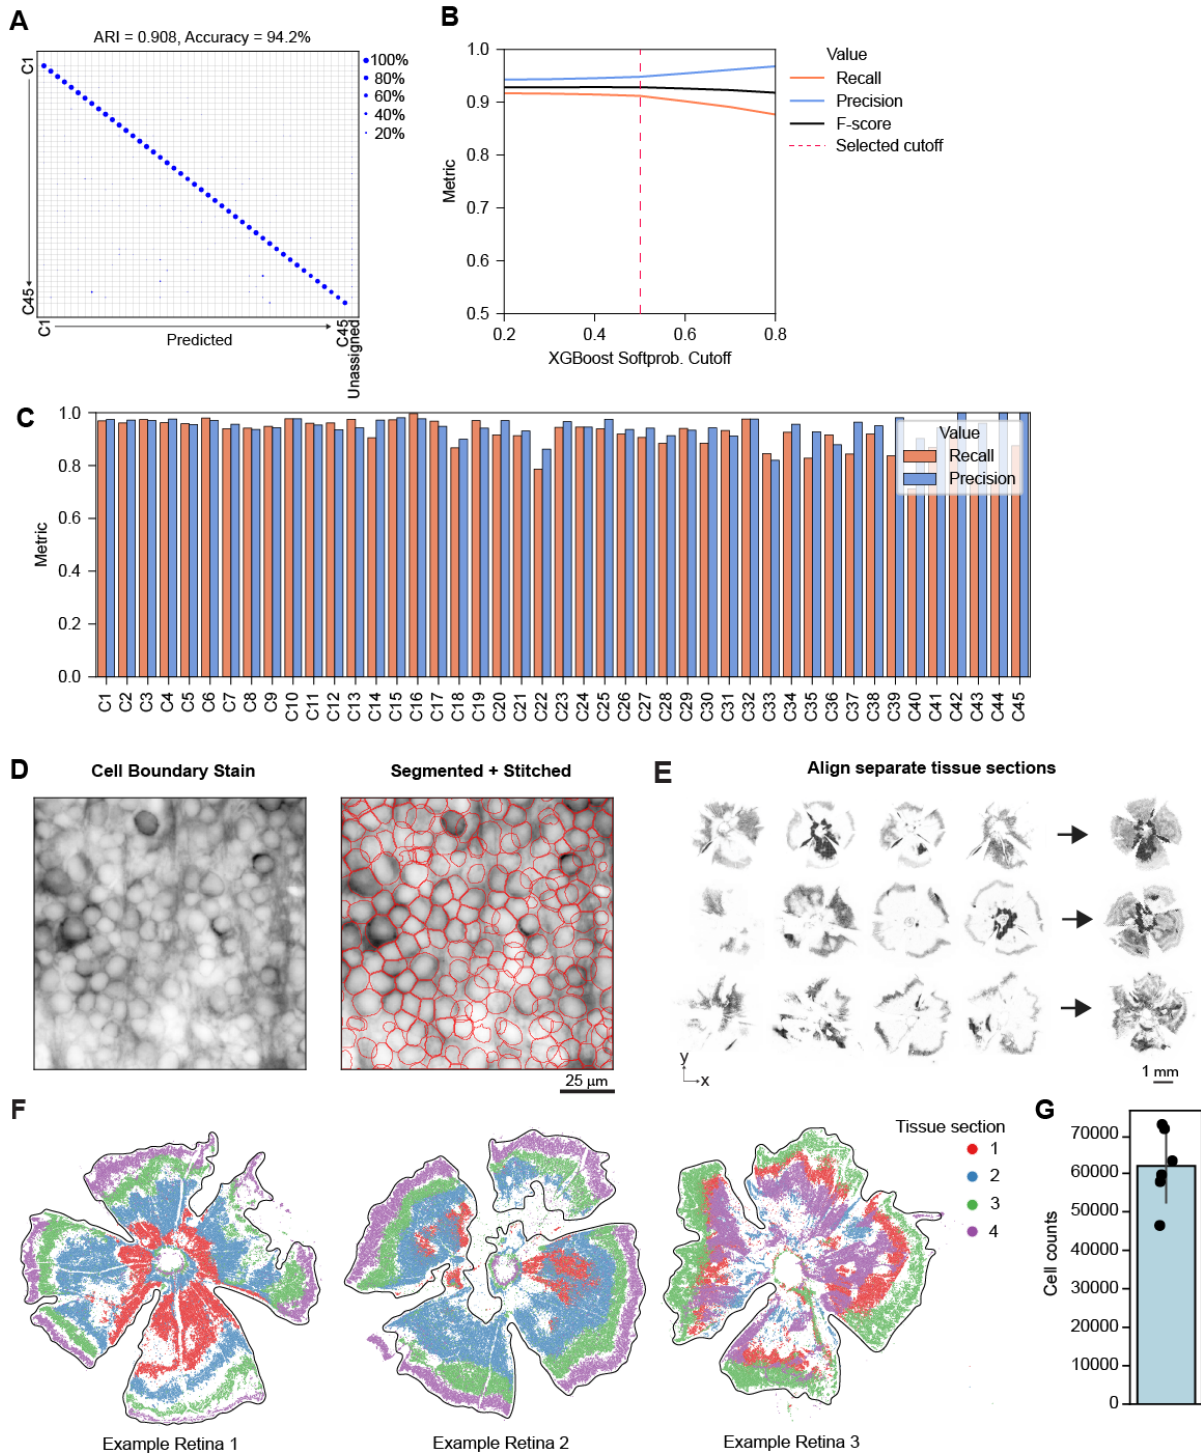 A
ARI = 0.908, Accuracy = 94.2%
C1
C45
100%
80%
60%
40%
20%
C1
C45
Unassigned
Predicted
B
1.0
0.9
0.8
0.7
0.6
0.5
Metric
0.2
0.4
0.6
0.8
XGBoost Softprob. Cutoff
Value
Recall
Precision
F-score
Selected cutoff
C
1.0
0.8
0.6
0.4
0.2
0.0
Metric
Value
Recall
Precision
C1 C2 C3 C4 C5 C6 C7 C8 C9 C10 C11 C12 C13 C14 C15 C16 C17 C18 C19 C20 C21 C22 C23 C24 C25 C26 C27 C28 C29 C30 C31 C32 C33 C34 C35 C36 C37 C38 C39 C40 C41 C42 C43 C44 C45
D
Cell Boundary Stain
Segmented + Stitched
25 µm
E
Align separate tissue sections
y
x
1 mm
F
Tissue section
1
2
3
4
Example Retina 1
Example Retina 2
Example Retina 3
G
70000
60000
50000
40000
30000
20000
10000
0
Cell counts